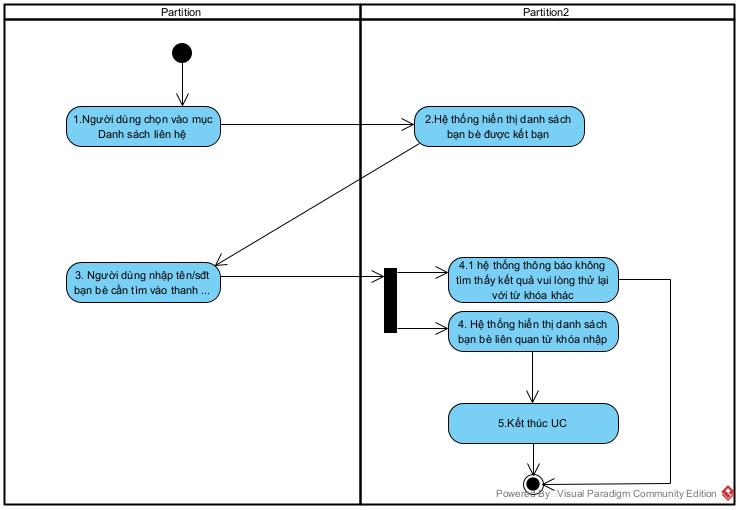 Partition
Partition2
1.Người dùng chọn vào mục
Danh sách liên hệ
2.Hệ thống hiển thị danh sách
bạn bè được kết bạn
3. Người dùng nhập tên/sđt
bạn bè cần tìm vào thanh ...
4.1 hệ thống thông báo không
tìm thấy kết quả vui lòng thử lại
với từ khóa khác
4. Hệ thống hiển thị danh sách
bạn bè liên quan từ khóa nhập
5.Kết thúc UC
Powered By Visual Paradigm Community Edition